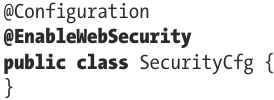 @Configuration
@EnableWebSecurity
public class SecurityCfg {
}